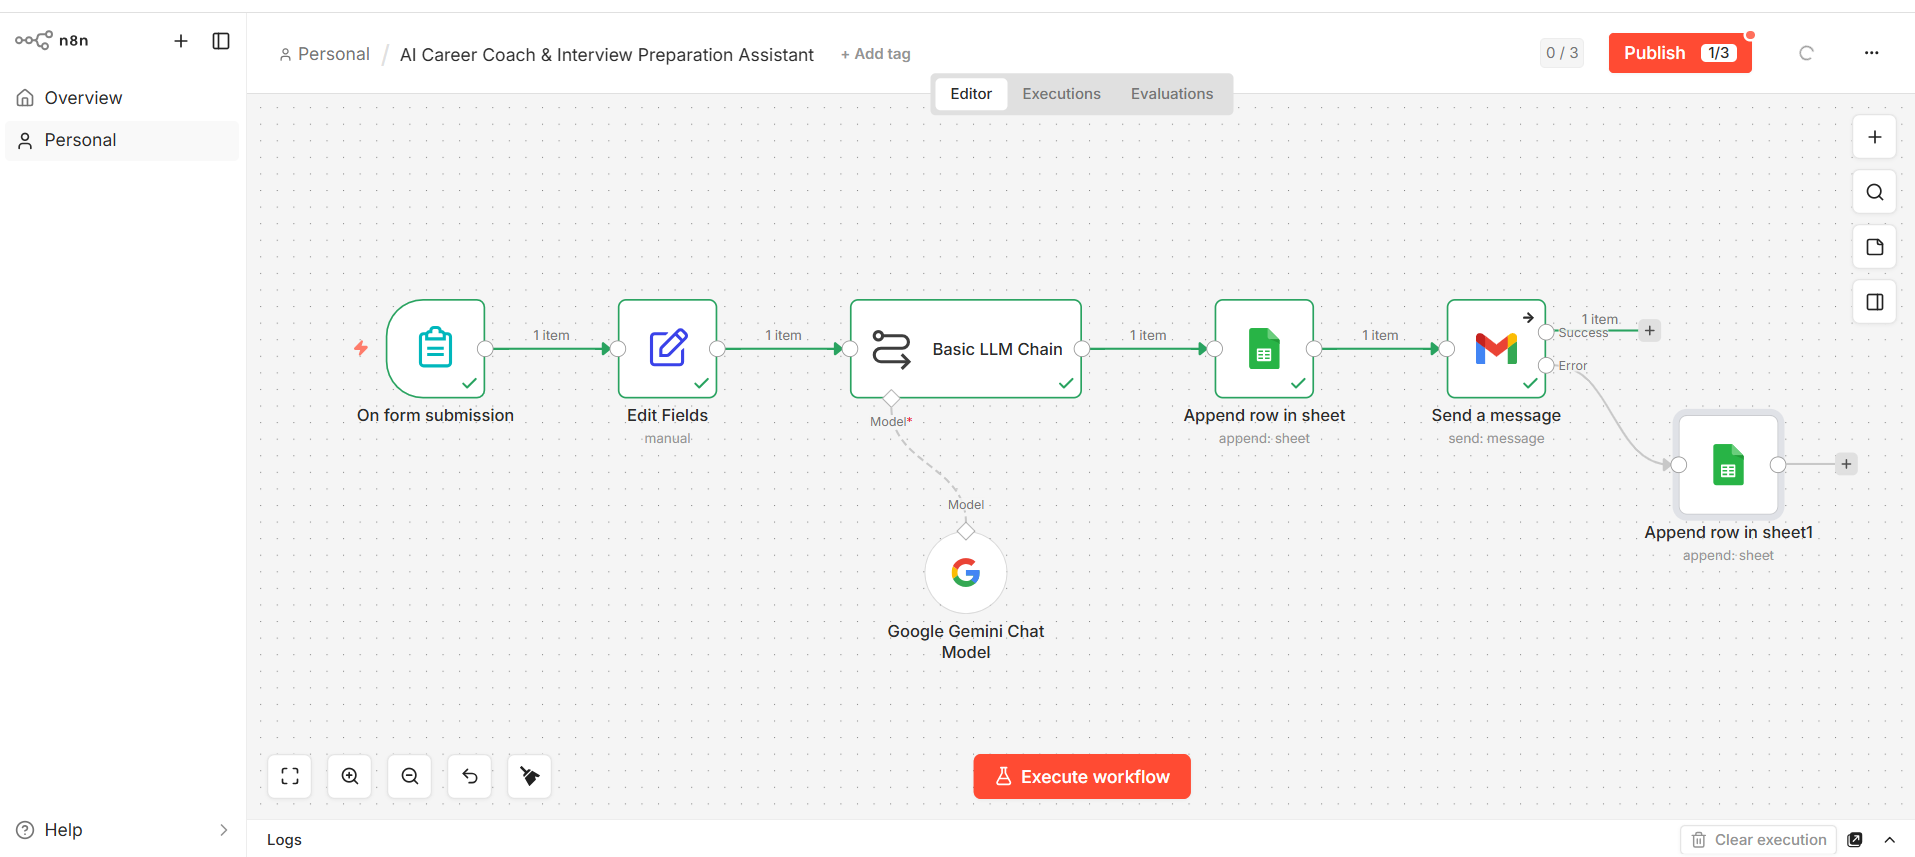 n8n
Overview
Personal
Help
Personal / AI Career Coach & Interview Preparation Assistant + Add tag
0 / 3
Publish 1/3
Editor Executions Evaluations
1 item
1 item
1 item
1 item
1 item
Success
Error
Basic LLM Chain
On form submission
Edit Fields
manual
Model*
Append row in sheet
append: sheet
Send a message
send: message
Model
Google Gemini Chat
Model
Append row in sheet1
append: sheet
Execute workflow
Logs
Clear execution